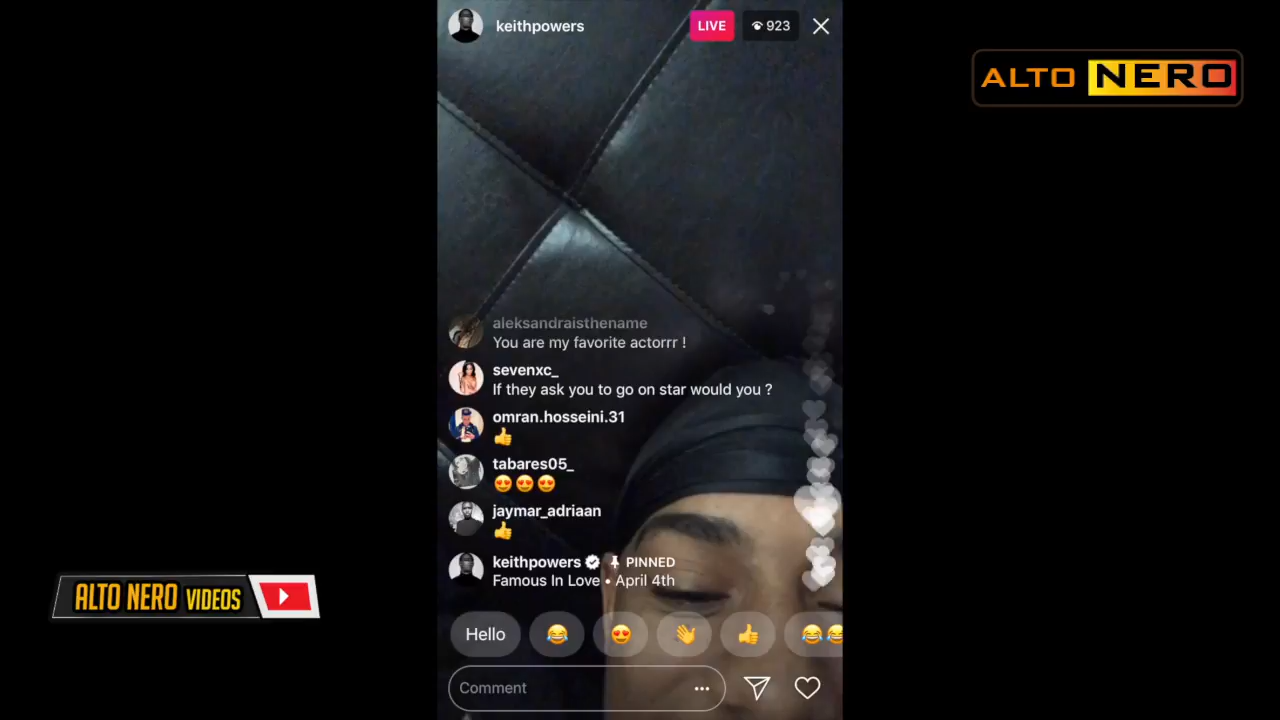 keithpowers
LIVE
923
ALTO NERO
aleksandraisthename
You are my favorite actorrr !
sevenxc_
If they ask you to go on star would you ?
omran.hosseini.31
👍
tabares05_
😍😍😍
jaymar_adriaan
👍
keithpowers PINNED
Famous In Love • April 4th
ALTO NERO VIDEOS
Hello 😂 😍 👋 👍 😂😂
Comment